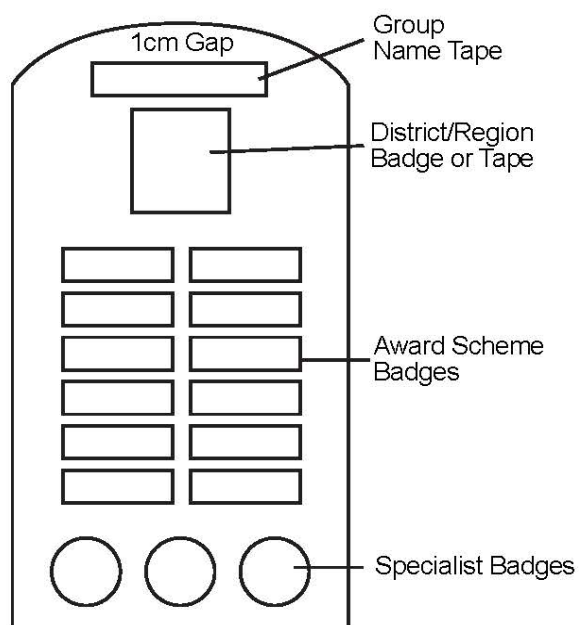 1cm Gap
Group
Name Tape
District/Region
Badge or Tape
Award Scheme
Badges
Specialist Badges